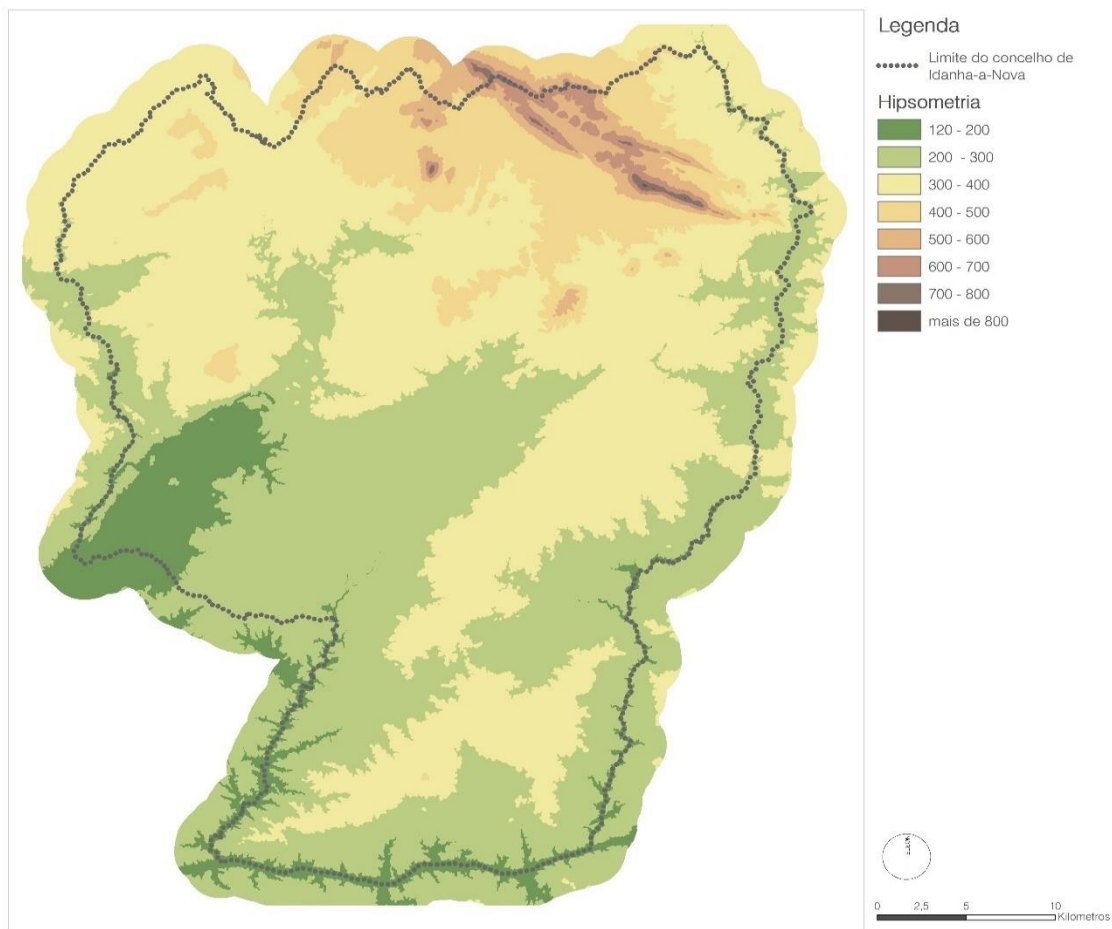 Legenda
Limite do concelho de
Idanha-a-Nova
Hipsometria
120 - 200
200 - 300
300 - 400
400 - 500
500 - 600
600 - 700
700 - 800
mais de 800
0 2,5 5 10
Kilometros